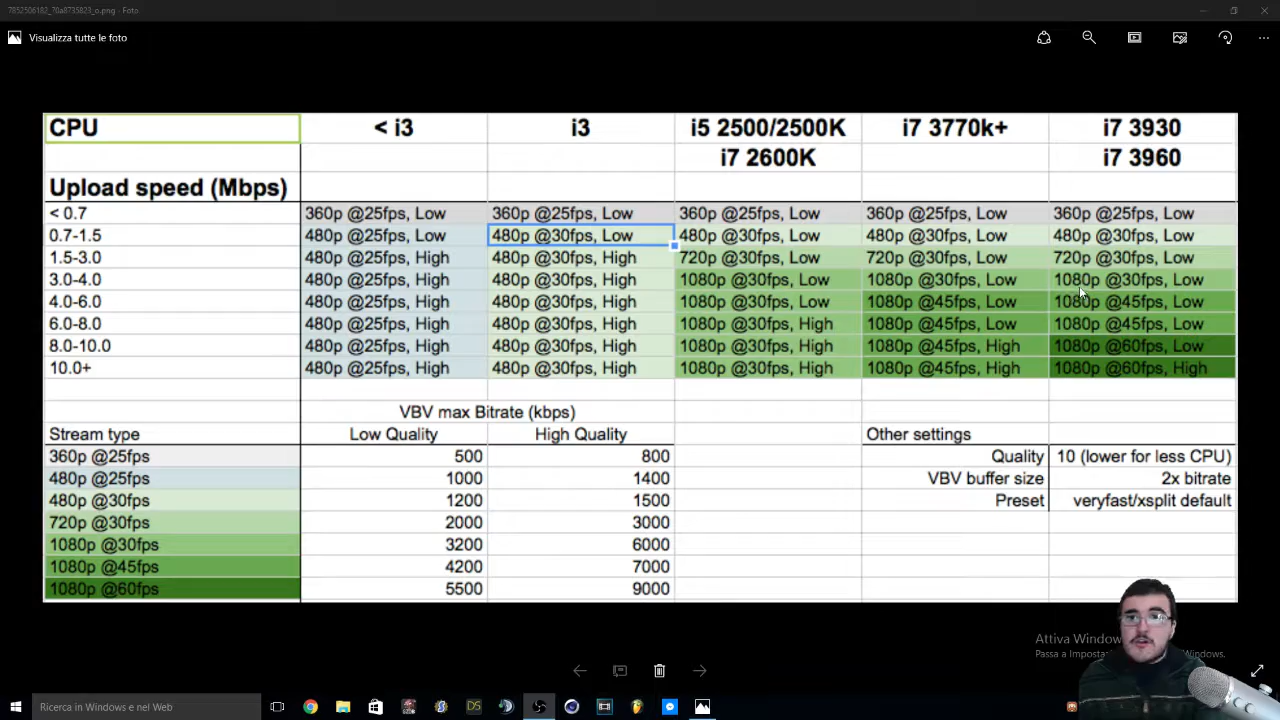 7852506182_70a8735823_o.png - Foto
Visualizza tutte le foto
CPU < i3 i3 i5 2500/2500K i7 3770k+ i7 3930
i7 2600K i7 3960
Upload speed (Mbps)
< 0.7 360p @25fps, Low 360p @25fps, Low 360p @25fps, Low 360p @25fps, Low 360p @25fps, Low
0.7-1.5 480p @25fps, Low 480p @30fps, Low 480p @30fps, Low 480p @30fps, Low 480p @30fps, Low
1.5-3.0 480p @25fps, High 480p @30fps, High 720p @30fps, Low 720p @30fps, Low 720p @30fps, Low
3.0-4.0 480p @25fps, High 480p @30fps, High 1080p @30fps, Low 1080p @30fps, Low 1080p @30fps, Low
4.0-6.0 480p @25fps, High 480p @30fps, High 1080p @30fps, Low 1080p @45fps, Low 1080p @45fps, Low
6.0-8.0 480p @25fps, High 480p @30fps, High 1080p @30fps, High 1080p @45fps, Low 1080p @45fps, Low
8.0-10.0 480p @25fps, High 480p @30fps, High 1080p @30fps, High 1080p @45fps, High 1080p @60fps, Low
10.0+ 480p @25fps, High 480p @30fps, High 1080p @30fps, High 1080p @45fps, High 1080p @60fps, High
VBV max Bitrate (kbps)
Stream type Low Quality High Quality Other settings
360p @25fps 500 800 Quality 10 (lower for less CPU)
480p @25fps 1000 1400 VBV buffer size 2x bitrate
480p @30fps 1200 1500 Preset veryfast/xsplit default
720p @30fps 2000 3000
1080p @30fps 3200 6000
1080p @45fps 4200 7000
1080p @60fps 5500 9000
Attiva Window
Passa a Impostaz Windows.
Ricerca in Windows e nel Web